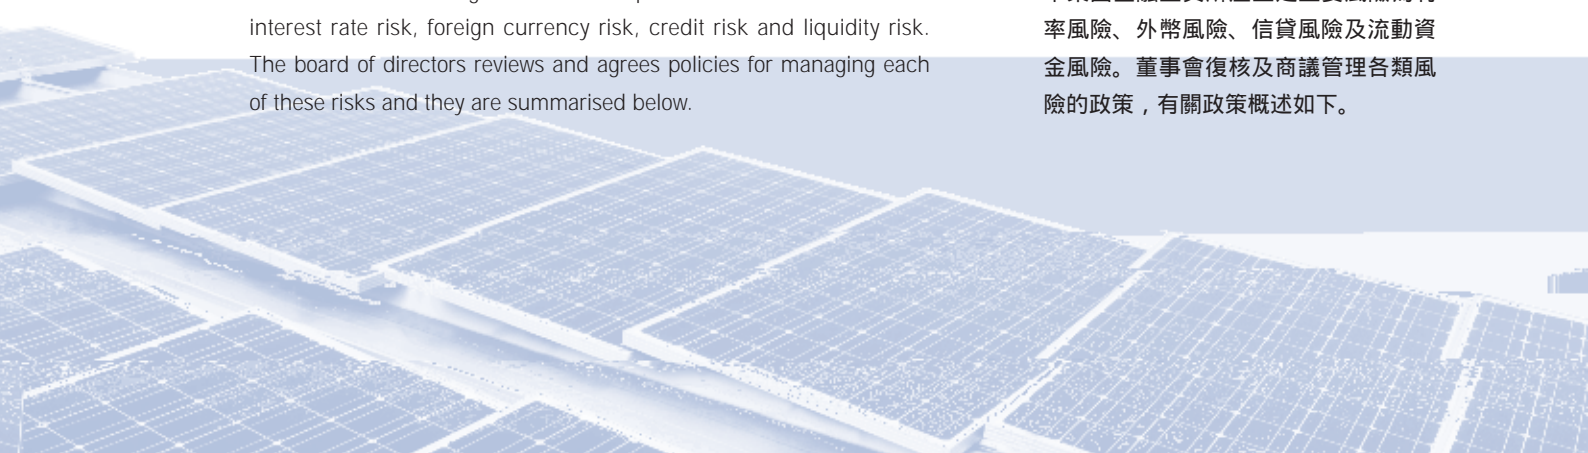 interest rate risk, foreign currency risk, credit risk and liquidity risk.
The board of directors reviews and agrees policies for managing each
of these risks and they are summarised below.
率風險、外幣風險、信貸風險及流動資
金風險。董事會復核及商議管理各類風
險的政策，有關政策概述如下。